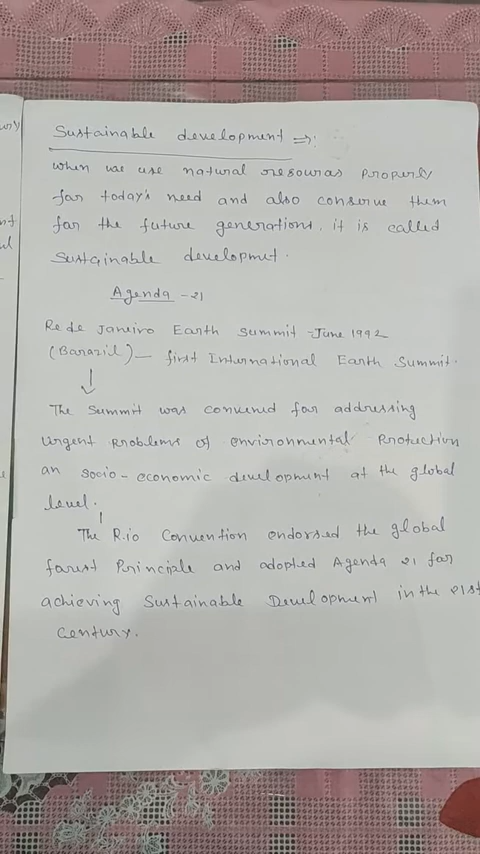 Sustainable development ⇒:
when we use natural resouras Properly
for today's need and also conserve them
for the future generations. it is called
Sustainable developmet.
Agenda - 21
Re de Janeiro Earth Summit - June 1992
(Barazil) — first International Earth Summit.
↓
The Summit was convened for addressing
urgent problems of environmental Protection
an socio-economic development at the global
level.
The R.io Convention endorsed the global
forest Principle and adopted Agenda 21 for
achieving Sustainable Development in the 21st
Century.